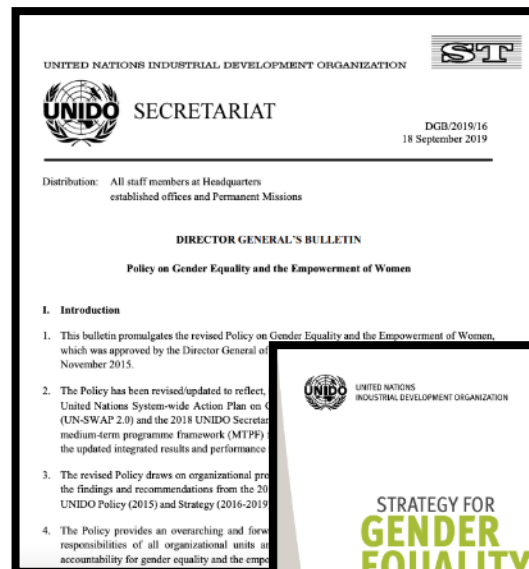 UNITED NATIONS INDUSTRIAL DEVELOPMENT ORGANIZATION
ST
UNIDO
SECRETARIAT
DGB/2019/16
18 September 2019
Distribution: All staff members at Headquarters
established offices and Permanent Missions
DIRECTOR GENERAL'S BULLETIN
Policy on Gender Equality and the Empowerment of Women
I. Introduction
1. This bulletin promulgates the revised Policy on Gender Equality and the Empowerment of Women,
which was approved by the Director General of
November 2015.
2. The Policy has been revised/updated to reflect,
United Nations System-wide Action Plan on
(UN-SWAP 2.0) and the 2018 UNIDO Secretar
medium-term programme framework (MTPF)
the updated integrated results and performance
3. The revised Policy draws on organizational pro
the findings and recommendations from the 20
UNIDO Policy (2015) and Strategy (2016-2019
4. The Policy provides an overarching and forw
responsibilities of all organizational units a
accountability for gender equality and the empo
UNIDO
UNITED NATIONS
INDUSTRIAL DEVELOPMENT ORGANIZATION
STRATEGY FOR
GENDER
EQUALITY